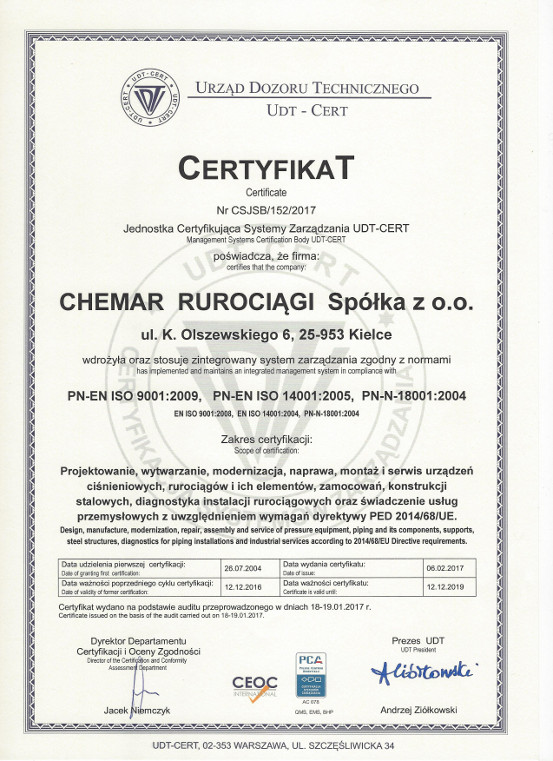 URZĄD DOZORU TECHNICZNEGO
UDT - CERT
CERTYFIKAT
Certificate
Nr CSJSB/152/2017
Jednostka Certyfikująca Systemy Zarządzania UDT-CERT
Management Systems Certification Body UDT-CERT
poświadcza, że firma:
certifies that the company:
CHEMAR RUROCIĄGI Spółka z o.o.
ul. K. Olszewskiego 6, 25-953 Kielce
wdrożyła oraz stosuje zintegrowany system zarządzania zgodny z normami
has implemented and maintains an integrated management system in compliance with
PN-EN ISO 9001:2009, PN-EN ISO 14001:2005, PN-N-18001:2004
EN ISO 9001:2008, EN ISO 14001:2004, PN-N-18001:2004
Zakres certyfikacji:
Scope of certification:
Projektowanie, wytwarzanie, modernizacja, naprawa, montaż i serwis urządzeń
ciśnieniowych, rurociągów i ich elementów, zamocowań, konstrukcji
stalowych, diagnostyka instalacji rurociągowych oraz świadczenie usług
przemysłowych z uwzględnieniem wymagań dyrektywy PED 2014/68/UE.
Design, manufacture, modernization, repair, assembly and service of pressure equipment, piping and its components, supports,
steel structures, diagnostics for piping installations and industrial services according to 2014/68/EU Directive requirements.
Data udzielenia pierwszej certyfikacji: 26.07.2004 Data wydania certyfikatu: 06.02.2017
Date of granting first certification: Date of issue:
Data ważności poprzedniego cyklu certyfikacji: 12.12.2016 Data ważności certyfikatu: 12.12.2019
Date of validity of former certification: Certificate is valid until:
Certyfikat wydano na podstawie auditu przeprowadzonego w dniach 18-19.01.2017 r.
Certificate issued on the basis of the audit carried out on 18-19.01.2017.
Dyrektor Departamentu
Certyfikacji i Oceny Zgodności
Director of the Certification and Conformity
Assessment Department
Jacek Niemczyk
CEOC
INTERNATIONAL
PCA
AC 078
QMS, EMS, BHP
Prezes UDT
UDT President
Andrzej Ziółkowski
UDT-CERT, 02-353 WARSZAWA, UL. SZCZĘŚLIWICKA 34